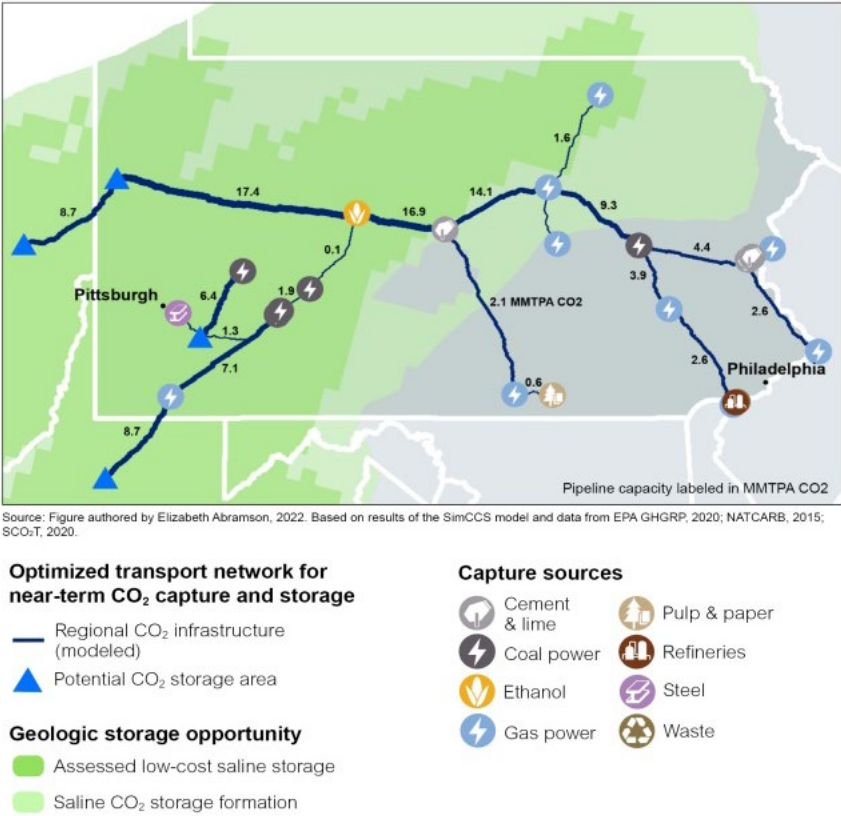 1.6
17.4
14.1
9.3
8.7
16.9
0.1
4.4
Pittsburgh
6.4
1.9
3.9
2.1 MMTPA CO2
2.6
1.3
7.1
2.6
Philadelphia
0.6
8.7
Pipeline capacity labeled in MMTPA CO2
Source: Figure authored by Elizabeth Abramson, 2022. Based on results of the SimCCS model and data from EPA GHGRP, 2020; NATCARB, 2015;
SCO₂T, 2020.
Optimized transport network for
near-term CO₂ capture and storage
Regional CO₂ infrastructure
(modeled)
Potential CO₂ storage area
Geologic storage opportunity
Assessed low-cost saline storage
Saline CO₂ storage formation
Capture sources
Cement
& lime
Coal power
Ethanol
Gas power
Pulp & paper
Refineries
Steel
Waste